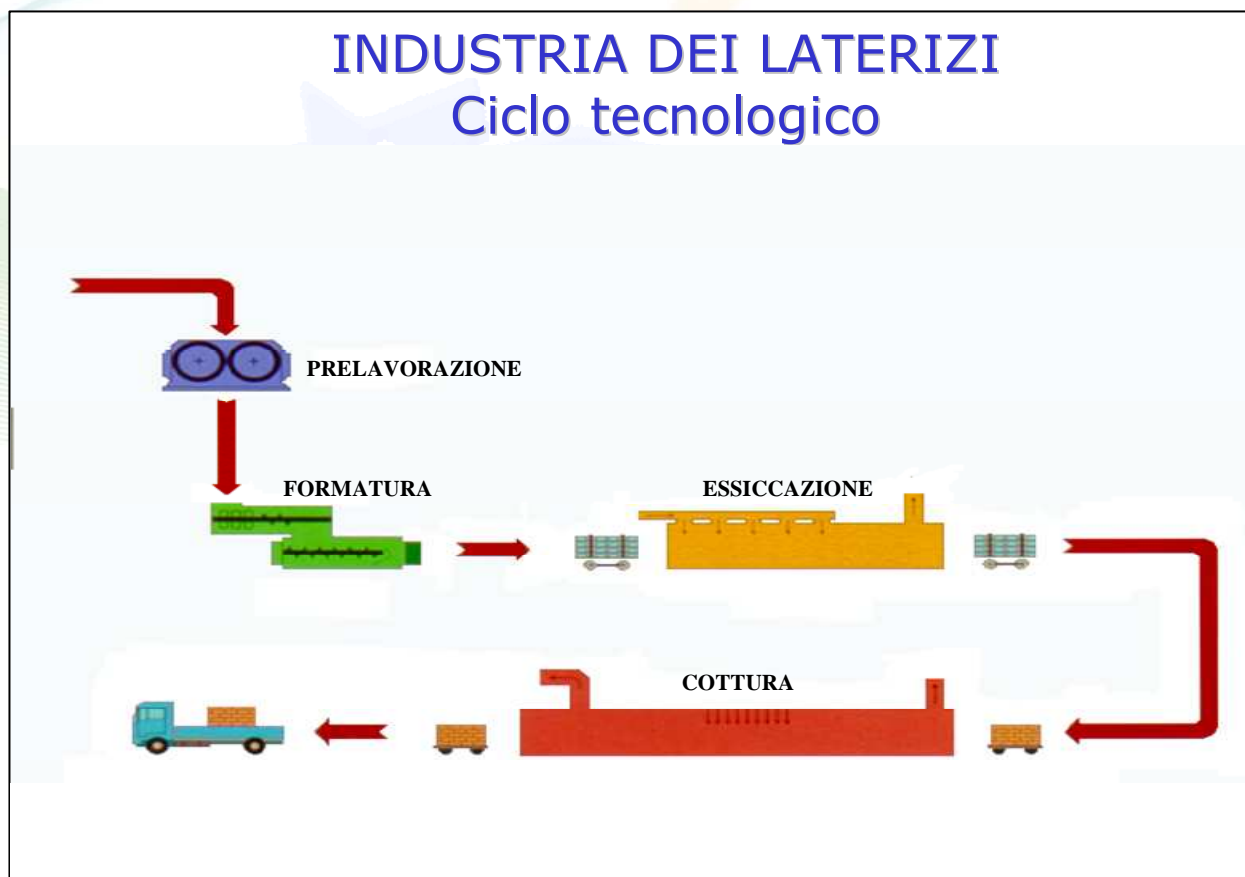 INDUSTRIA DEI LATERIZI
Ciclo tecnologico
PRELAVORAZIONE
FORMATURA
ESSICCAZIONE
COTTURA